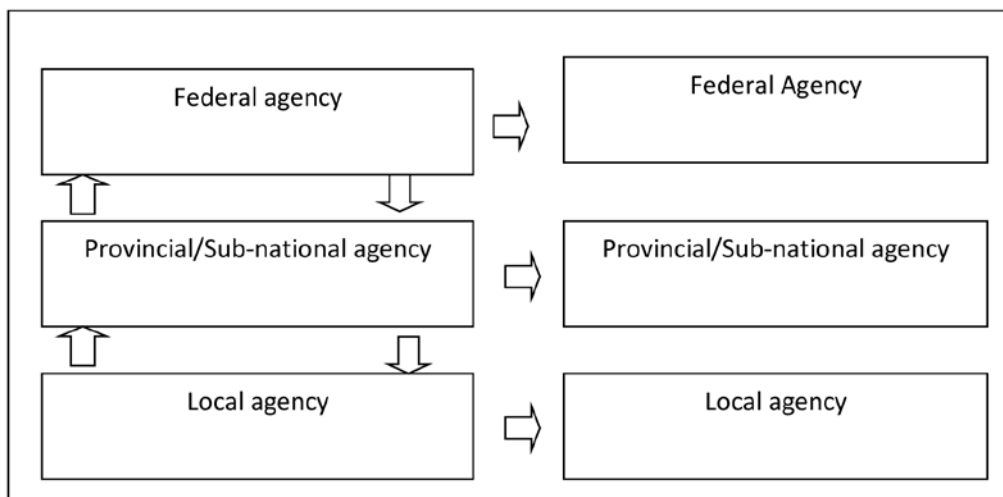 Federal agency
Federal Agency
Provincial/Sub-national agency
Provincial/Sub-national agency
Local agency
Local agency